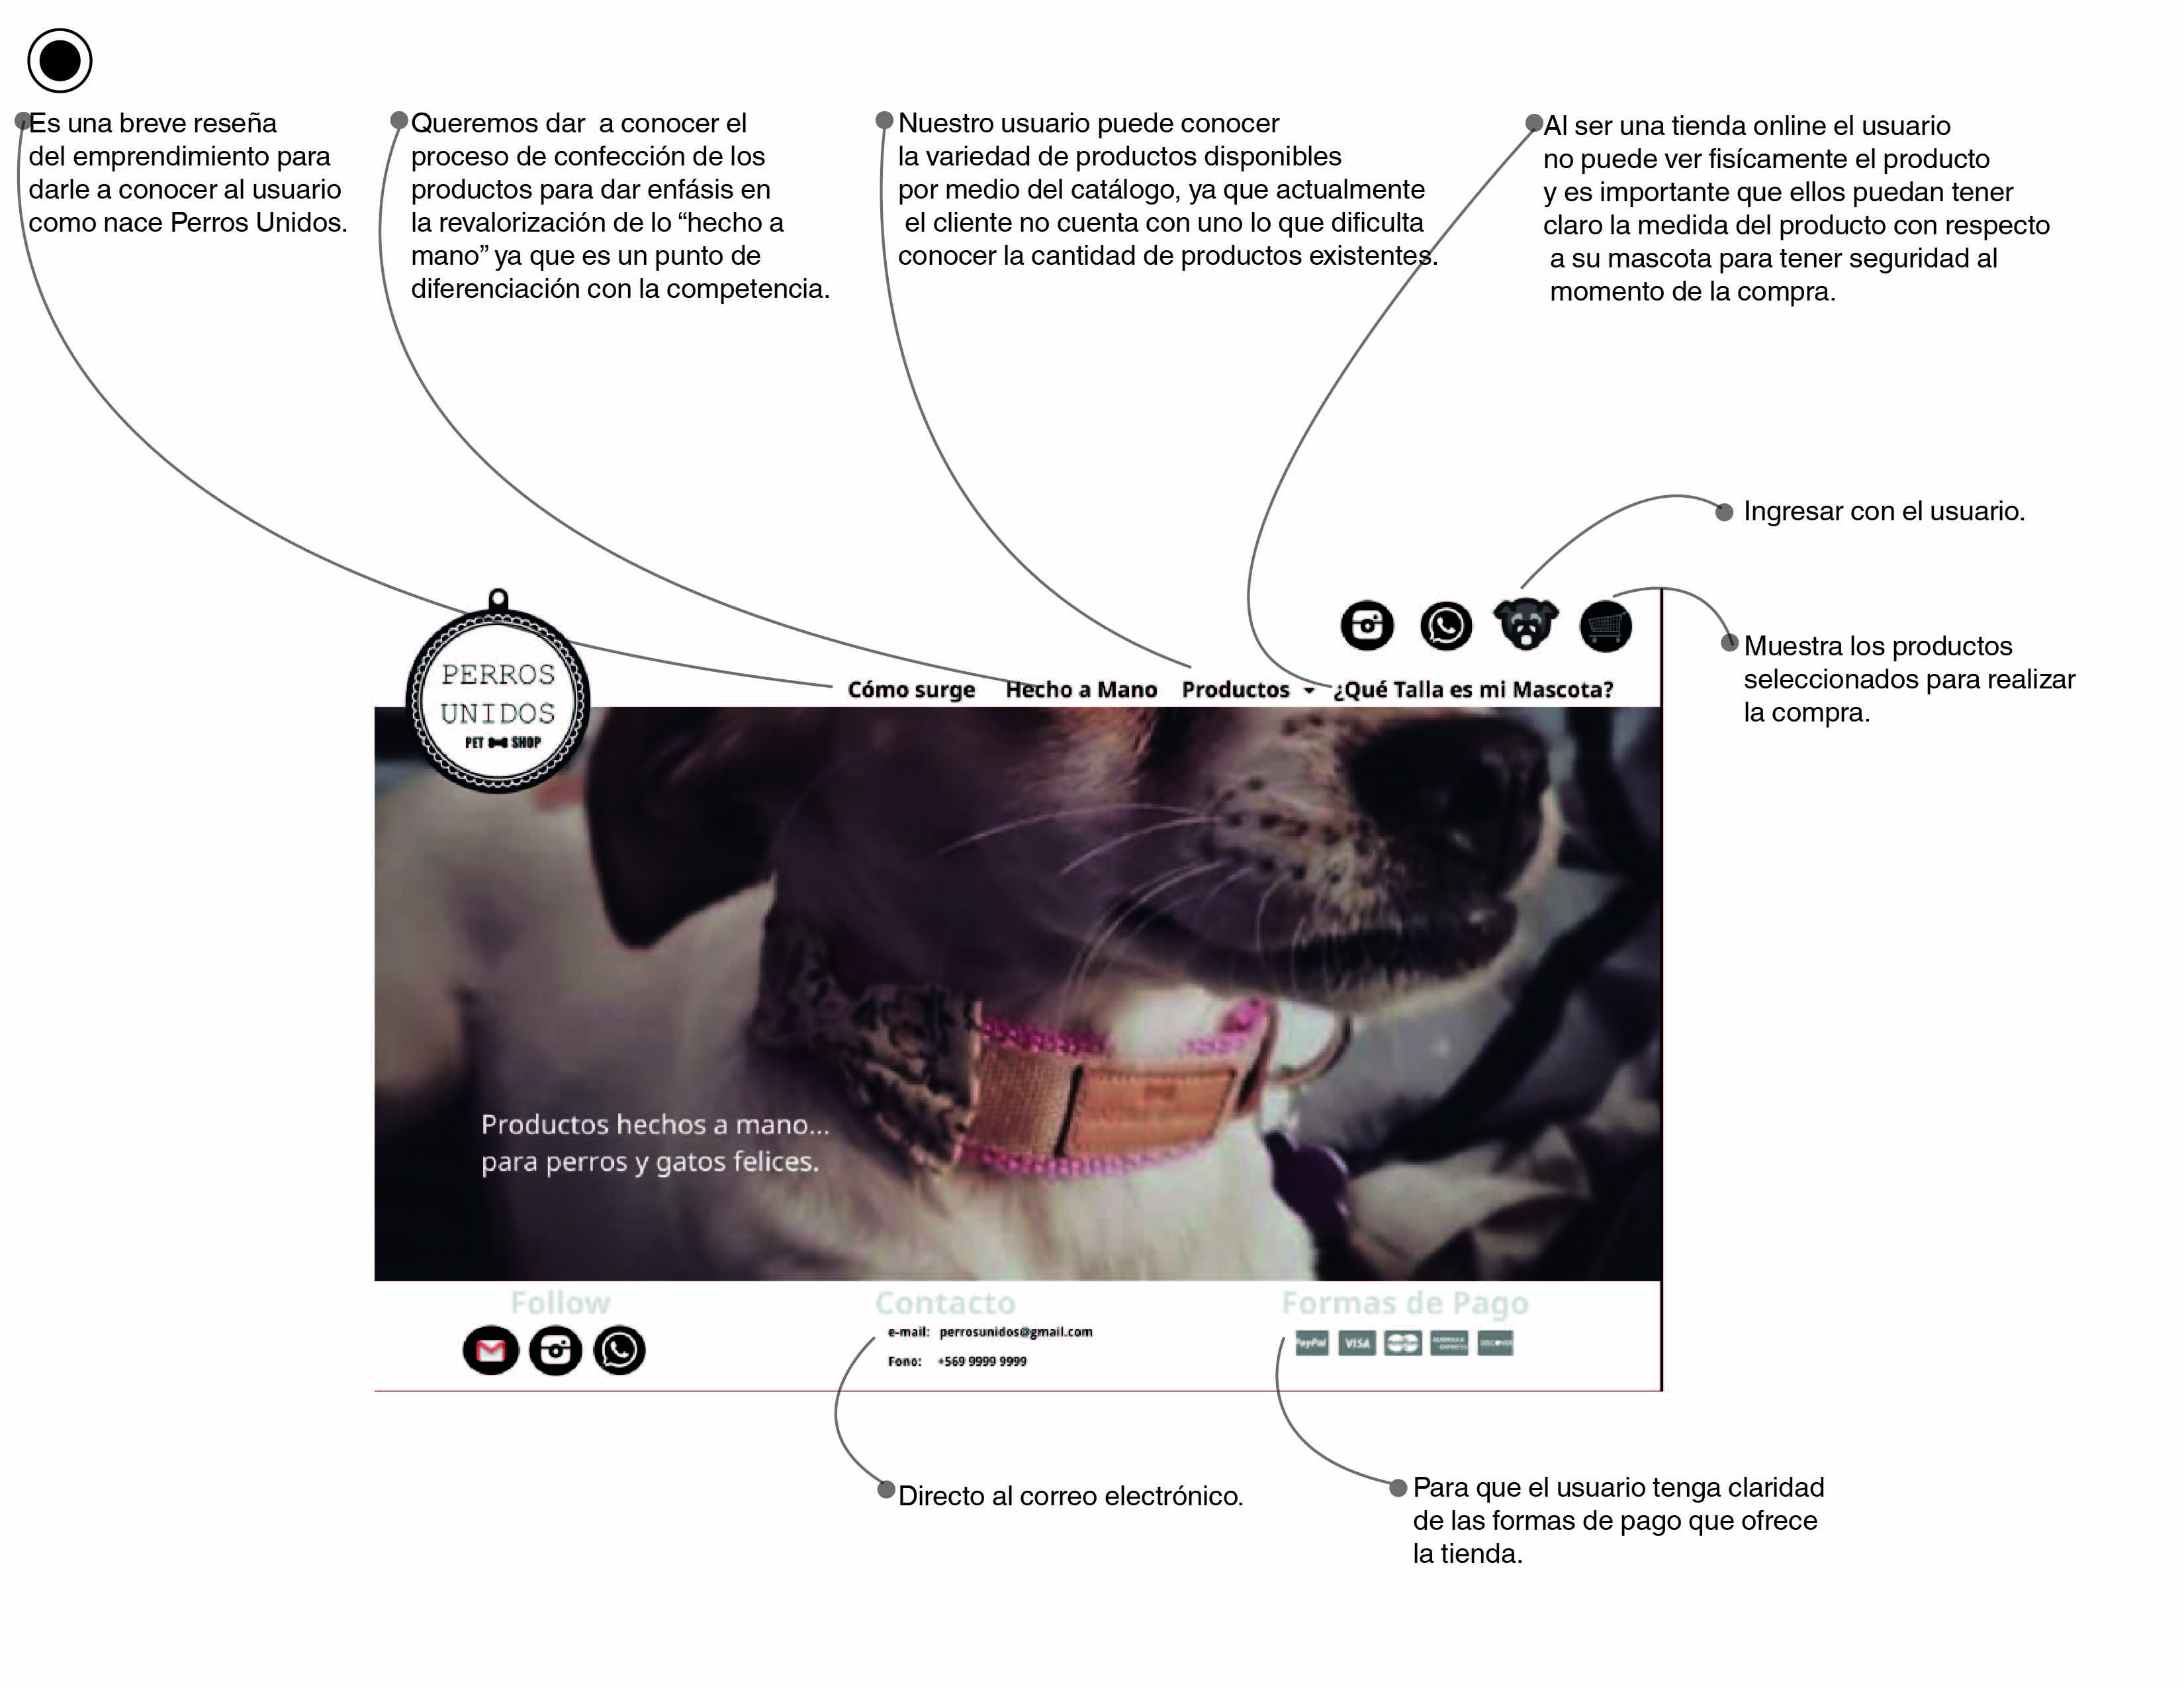 Es una breve reseña
del emprendimiento para
darle a conocer al usuario
como nace Perros Unidos.
Queremos dar  a conocer el
proceso de confección de los
productos para dar enfásis en
la revalorización de lo “hecho a
mano” ya que es un punto de
diferenciación con la competencia.
Nuestro usuario puede conocer
la variedad de productos disponibles
por medio del catálogo, ya que actualmente
el cliente no cuenta con uno lo que dificulta
conocer la cantidad de productos existentes.
Al ser una tienda online el usuario
no puede ver fisícamente el producto
y es importante que ellos puedan tener
claro la medida del producto con respecto
a su mascota para tener seguridad al
momento de la compra.
Ingresar con el usuario.
Muestra los productos
seleccionados para realizar
la compra.
PERROS
UNIDOS
PET SHOP
Cómo surge Hecho a Mano Productos ¿Qué Talla es mi Mascota?
Productos hechos a mano...
para perros y gatos felices.
Follow
Contacto
e-mail: perrosunidos@gmail.com
Fono: +569 9999 9999
Formas de Pago
PayPal VISA DISCOVER
Directo al correo electrónico.
Para que el usuario tenga claridad
de las formas de pago que ofrece
la tienda.